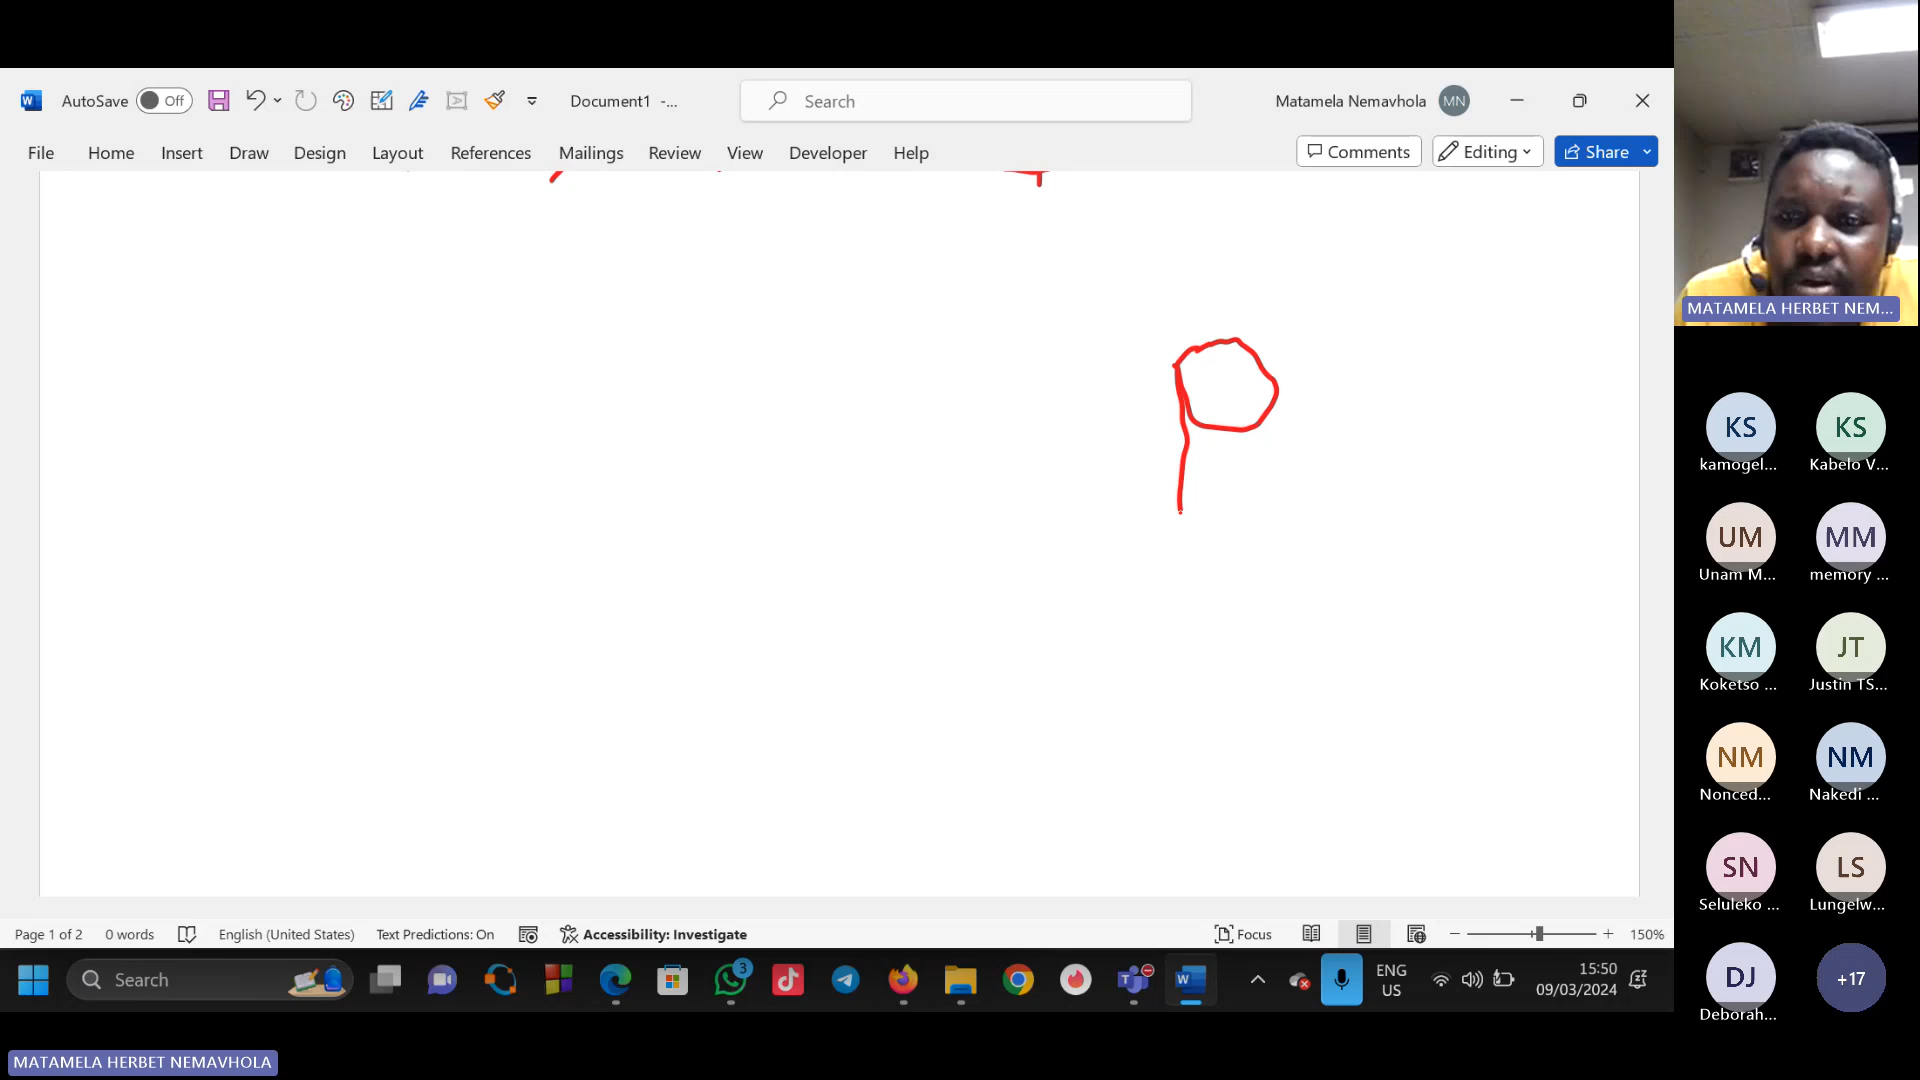 AutoSave Off Document1 -... Search Matamela Nemavhola MN
File Home Insert Draw Design Layout References Mailings Review View Developer Help Comments Editing Share
MATAMELA HERBET NEM...
KS KS
kamogel... Kabelo V...
UM MM
Unam M... memory ...
KM JT
Koketso ... Justin TS...
NM NM
Nonced... Nakedi ...
SN LS
Seluleko ... Lungelw...
DJ +17
Deborah...
Page 1 of 2 0 words English (United States) Text Predictions: On Accessibility: Investigate Focus 150%
Search 3 ENG US 15:50 09/03/2024
MATAMELA HERBET NEMAVHOLA